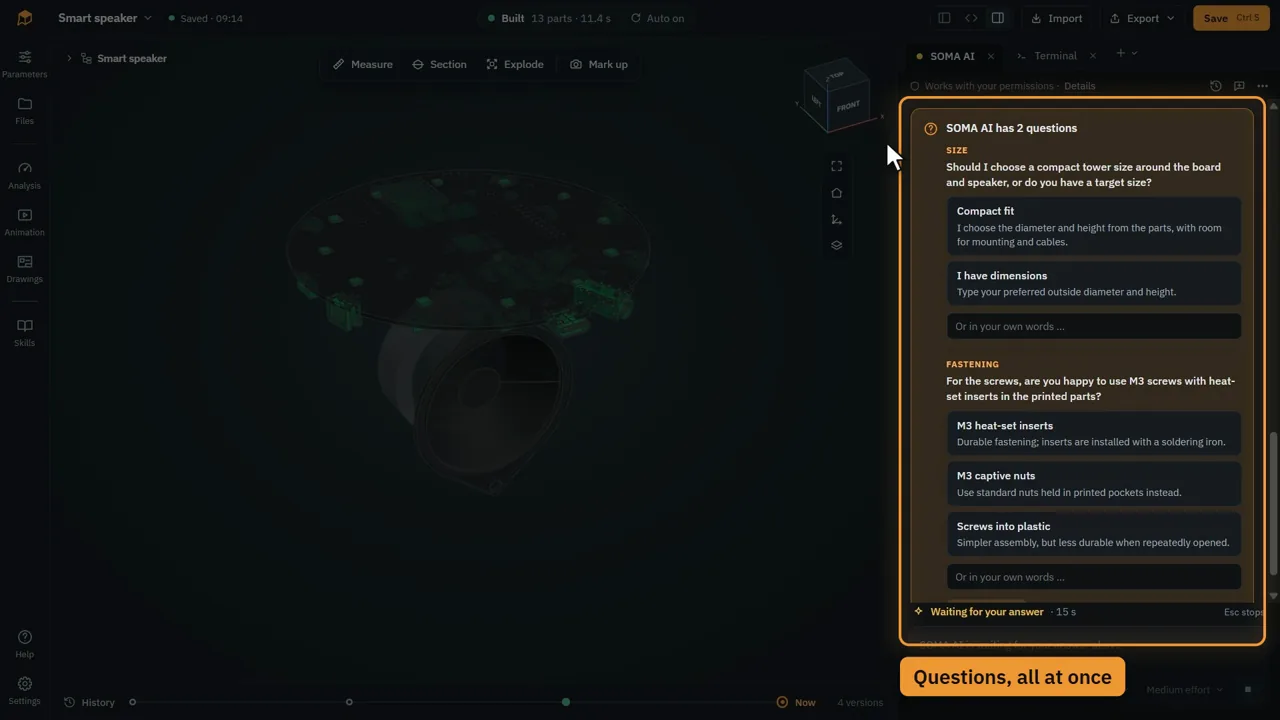 Smart speaker
Saved · 09:14
Built 13 parts · 11.4 s
Auto on
Import
Export
Save Ctrl S
Parameters
Files
Analysis
Animation
Drawings
Skills
Help
Settings
Smart speaker
Measure
Section
Explode
Mark up
TOP
FRONT
SOMA AI
Terminal
Works with your permissions · Details
SOMA AI has 2 questions
SIZE
Should I choose a compact tower size around the board
and speaker, or do you have a target size?
Compact fit
I choose the diameter and height from the parts, with room
for mounting and cables.
I have dimensions
Type your preferred outside diameter and height.
Or in your own words ...
FASTENING
For the screws, are you happy to use M3 screws with heat-
set inserts in the printed parts?
M3 heat-set inserts
Durable fastening; inserts are installed with a soldering iron.
M3 captive nuts
Use standard nuts held in printed pockets instead.
Screws into plastic
Simpler assembly, but less durable when repeatedly opened.
Or in your own words ...
Waiting for your answer · 15 s
Esc stops
Questions, all at once
Medium effort
History
Now
4 versions